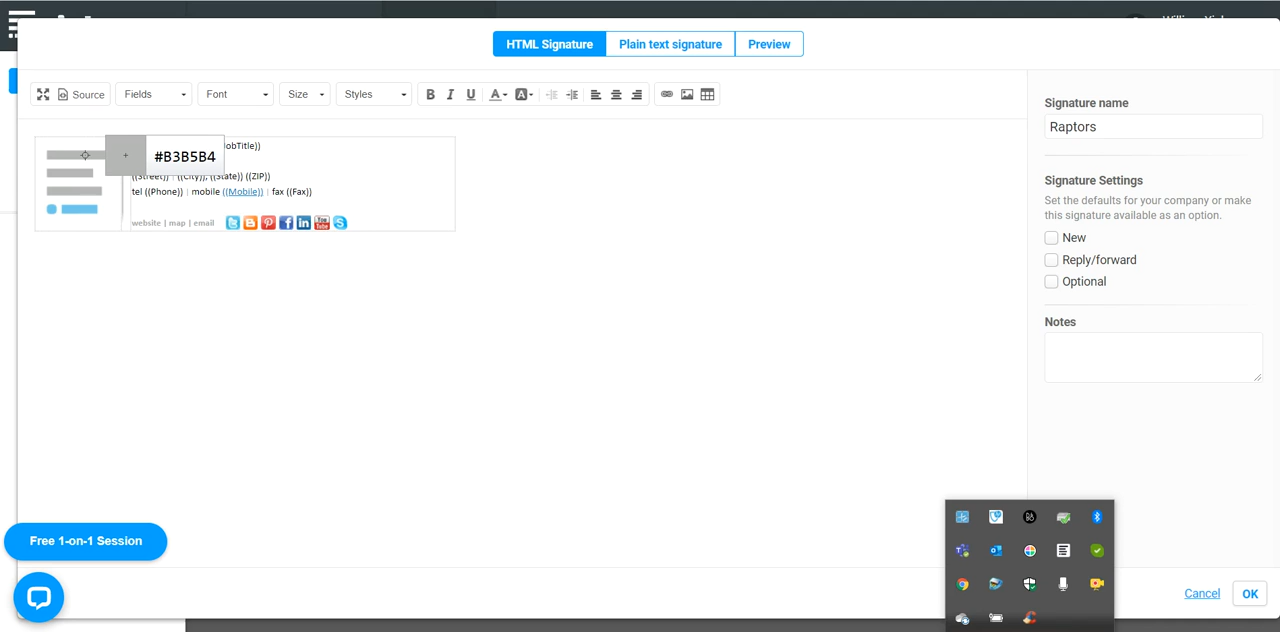 HTML Signature
Plain text signature
Preview
Source
Fields
Font
Size
Styles
B I U A A
#B3B5B4
obTitle))
((Street)) | ((City)), ((State)) ((ZIP))
tel ((Phone)) | mobile ((Mobile)) | fax ((Fax))
website | map | email
You Tube
Signature name
Raptors
Signature Settings
Set the defaults for your company or make
this signature available as an option.
New
Reply/forward
Optional
Notes
Free 1-on-1 Session
Cancel
OK